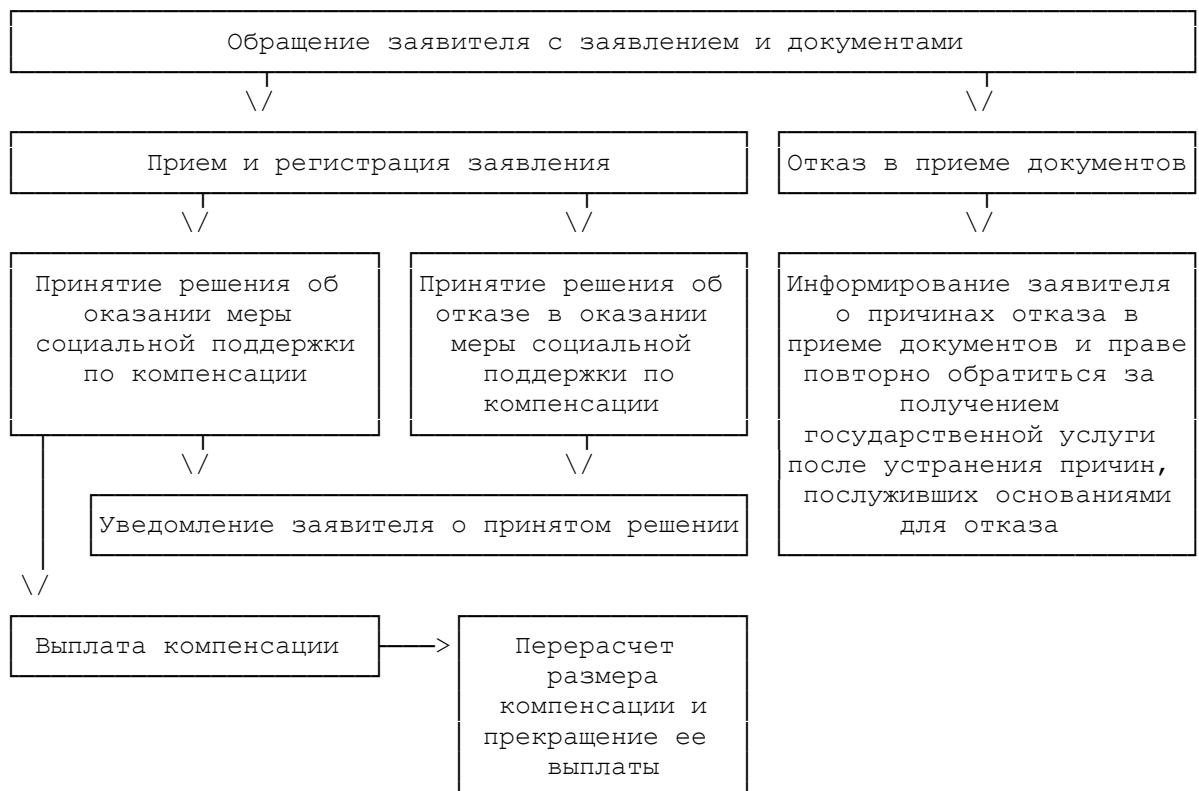 Обращение заявителя с заявлением и документами
Прием и регистрация заявления
Отказ в приеме документов
Принятие решения об
оказании меры
социальной поддержки
по компенсации
Принятие решения об
отказе в оказании
меры социальной
поддержки по
компенсации
Информирование заявителя
о причинах отказа в
приеме документов и праве
повторно обратиться за
получением
государственной услуги
после устранения причин,
послуживших основаниями
для отказа
Уведомление заявителя о принятом решении
Выплата компенсации
Перерасчет
размера
компенсации и
прекращение ее
выплаты